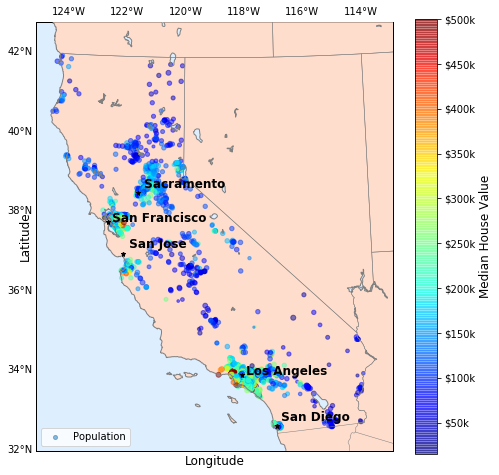 124°W 122°W 120°W 118°W 116°W 114°W
42°N
40°N
38°N
36°N
34°N
32°N
Latitude
Sacramento
San Francisco
San Jose
Los Angeles
San Diego
Population
Longitude
$500k
$450k
$400k
$350k
$300k
$250k
$200k
$150k
$100k
$50k
Median House Value